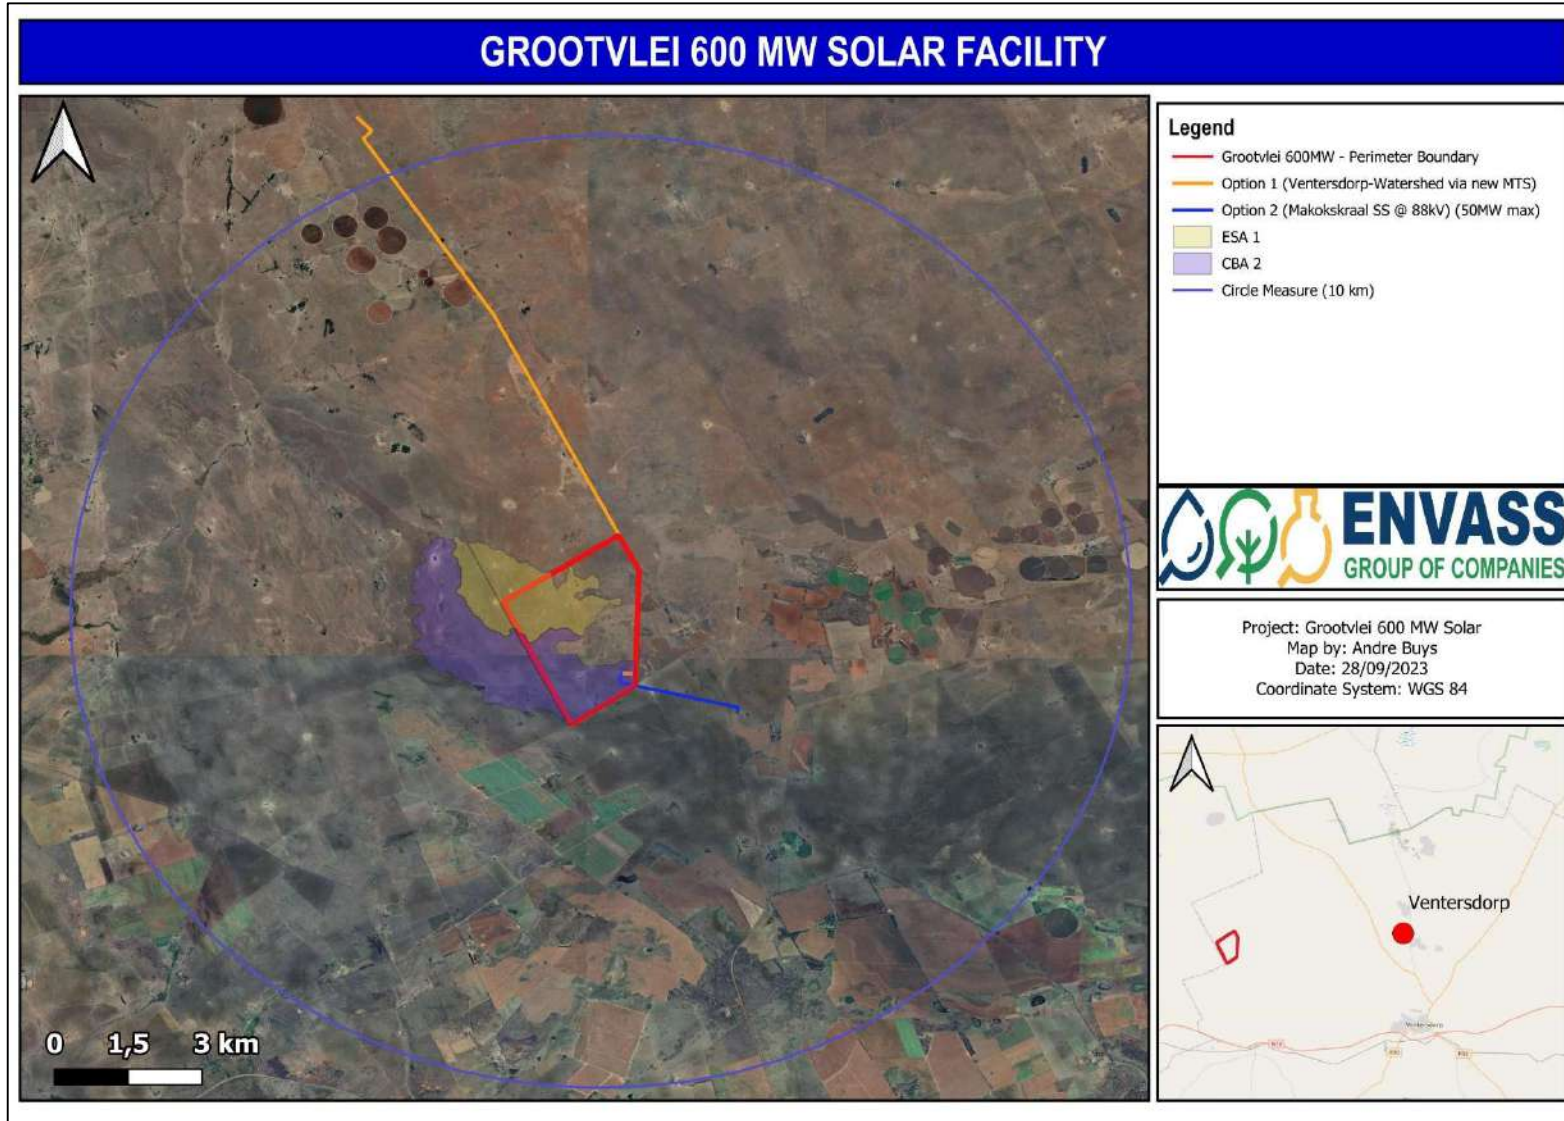 GROOTVLEI 600 MW SOLAR FACILITY
Legend
Grootvlei 600MW - Perimeter Boundary
Option 1 (Ventersdorp-Watershed via new MTS)
Option 2 (Makokskraal SS @ 88kV) (50MW max)
ESA 1
CBA 2
Circle Measure (10 km)
ENVASS
GROUP OF COMPANIES
Project: Grootvlei 600 MW Solar
Map by: Andre Buys
Date: 28/09/2023
Coordinate System: WGS 84
Ventersdorp
Ventersdorp
N14
0 1,5 3 km